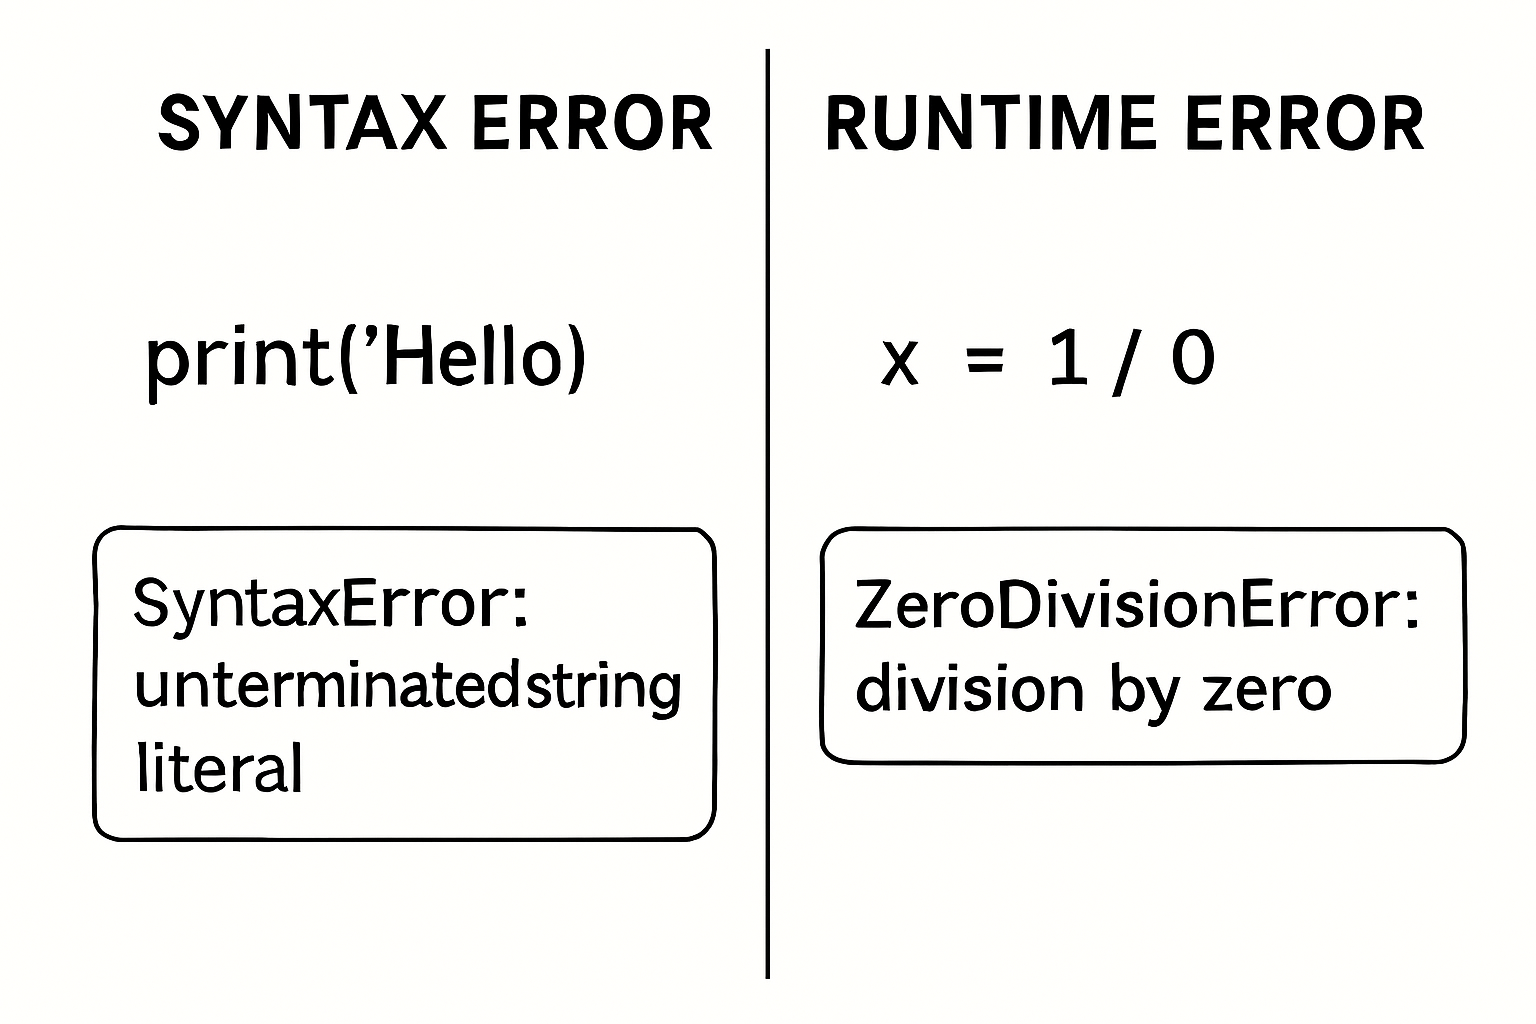 SYNTAX ERROR
print(’Hello)
SyntaxError:
unterminatedstring
literal
RUNTIME ERROR
x = 1 / 0
ZeroDivisionError:
division by zero